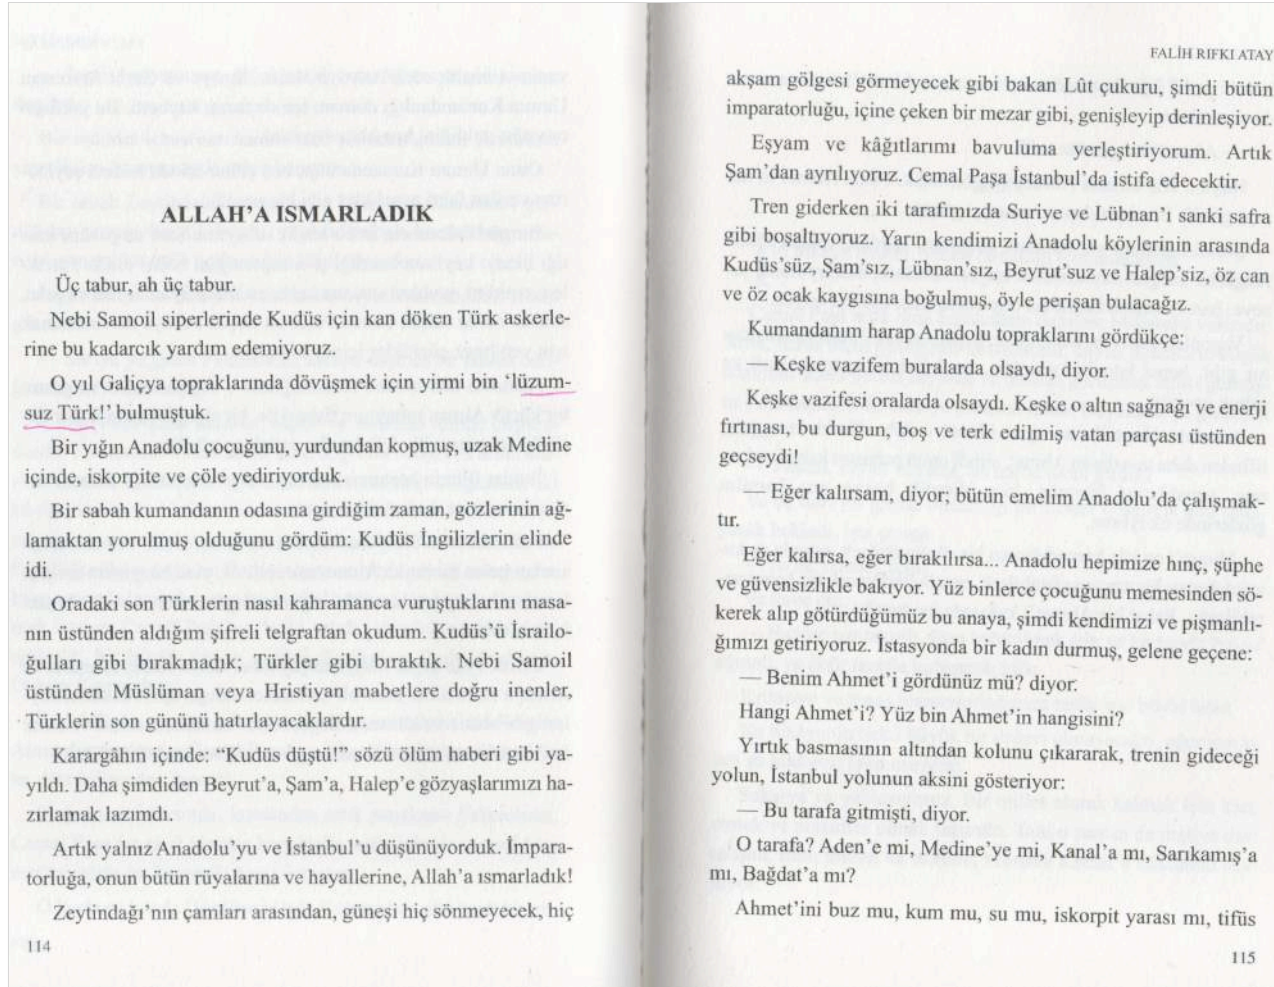 ALLAH'A ISMARLADIK
Üç tabur, ah üç tabur.
Nebi Samoil siperlerinde Kudüs için kan döken Türk askerle-
rine bu kadarcık yardım edemiyoruz.
O yıl Galiçya topraklarında dövüşmek için yirmi bin 'lüzum-
suz Türk!' bulmuştuk.
Bir yığın Anadolu çocuğunu, yurdundan kopmuş, uzak Medine
içinde, iskorpite ve çöle yediriyorduk.
Bir sabah kumandanın odasına girdiğim zaman, gözlerinin ağ-
lamaktan yorulmuş olduğunu gördüm: Kudüs İngilizlerin elinde
idi.
Oradaki son Türklerin nasıl kahramanca vuruştuklarını masa-
nın üstünden aldığım şifreli telgraftan okudum. Kudüs'ü İsrailo-
ğulları gibi bırakmadık; Türkler gibi bıraktık. Nebi Samoil
üstünden Müslüman veya Hristiyan mabetlere doğru inenler,
Türklerin son gününü hatırlayacaklardır.
Karargâhın içinde: "Kudüs düştü!" sözü ölüm haberi gibi ya-
yıldı. Daha şimdiden Beyrut'a, Şam'a, Halep'e gözyaşlarımızı ha-
zırlamak lazımdı.
Artık yalnız Anadolu'yu ve İstanbul'u düşünüyorduk. İmpara-
torluğa, onun bütün rüyalarına ve hayallerine, Allah'a ısmarladık!
Zeytindağı'nın çamları arasından, güneşi hiç sönmeyecek, hiç
114
FALİH RIFKI ATAY
akşam gölgesi görmeyecek gibi bakan Lût çukuru, şimdi bütün
imparatorluğu, içine çeken bir mezar gibi, genişleyip derinleşiyor.
Eşyam ve kâğıtlarımı bavuluma yerleştiriyorum. Artık
Şam'dan ayrılıyoruz. Cemal Paşa İstanbul'da istifa edecektir.
Tren giderken iki tarafımızda Suriye ve Lübnan'ı sanki safra
gibi boşaltıyoruz. Yarın kendimizi Anadolu köylerinin arasında
Kudüs'süz, Şam'sız, Lübnan'sız, Beyrut'suz ve Halep'siz, öz can
ve öz ocak kaygısına boğulmuş, öyle perişan bulacağız.
Kumandanım harap Anadolu topraklarını gördükçe:
— Keşke vazifem buralarda olsaydı, diyor.
Keşke vazifesi oralarda olsaydı. Keşke o altın sağnağı ve enerji
fırtınası, bu durgun, boş ve terk edilmiş vatan parçası üstünden
geçseydi!
— Eğer kalırsam, diyor; bütün emelim Anadolu'da çalışmak-
tır.
Eğer kalırsa, eğer bırakılırsa... Anadolu hepimize hınç, şüphe
ve güvensizlikle bakıyor. Yüz binlerce çocuğunu memesinden sö-
kerek alıp götürdüğümüz bu anaya, şimdi kendimizi ve pişmanlı-
ğımızı getiriyoruz. İstasyonda bir kadın durmuş, gelene geçene:
— Benim Ahmet'i gördünüz mü? diyor.
Hangi Ahmet'i? Yüz bin Ahmet'in hangisini?
Yırtık basmasının altından kolunu çıkararak, trenin gideceği
yolun, İstanbul yolunun aksini gösteriyor:
— Bu tarafa gitmişti, diyor.
O tarafa? Aden'e mi, Medine'ye mi, Kanal'a mı, Sarıkamış'a
mı, Bağdat'a mı?
Ahmet'ini buz mu, kum mu, su mu, iskorpit yarası mı, tifüs
115